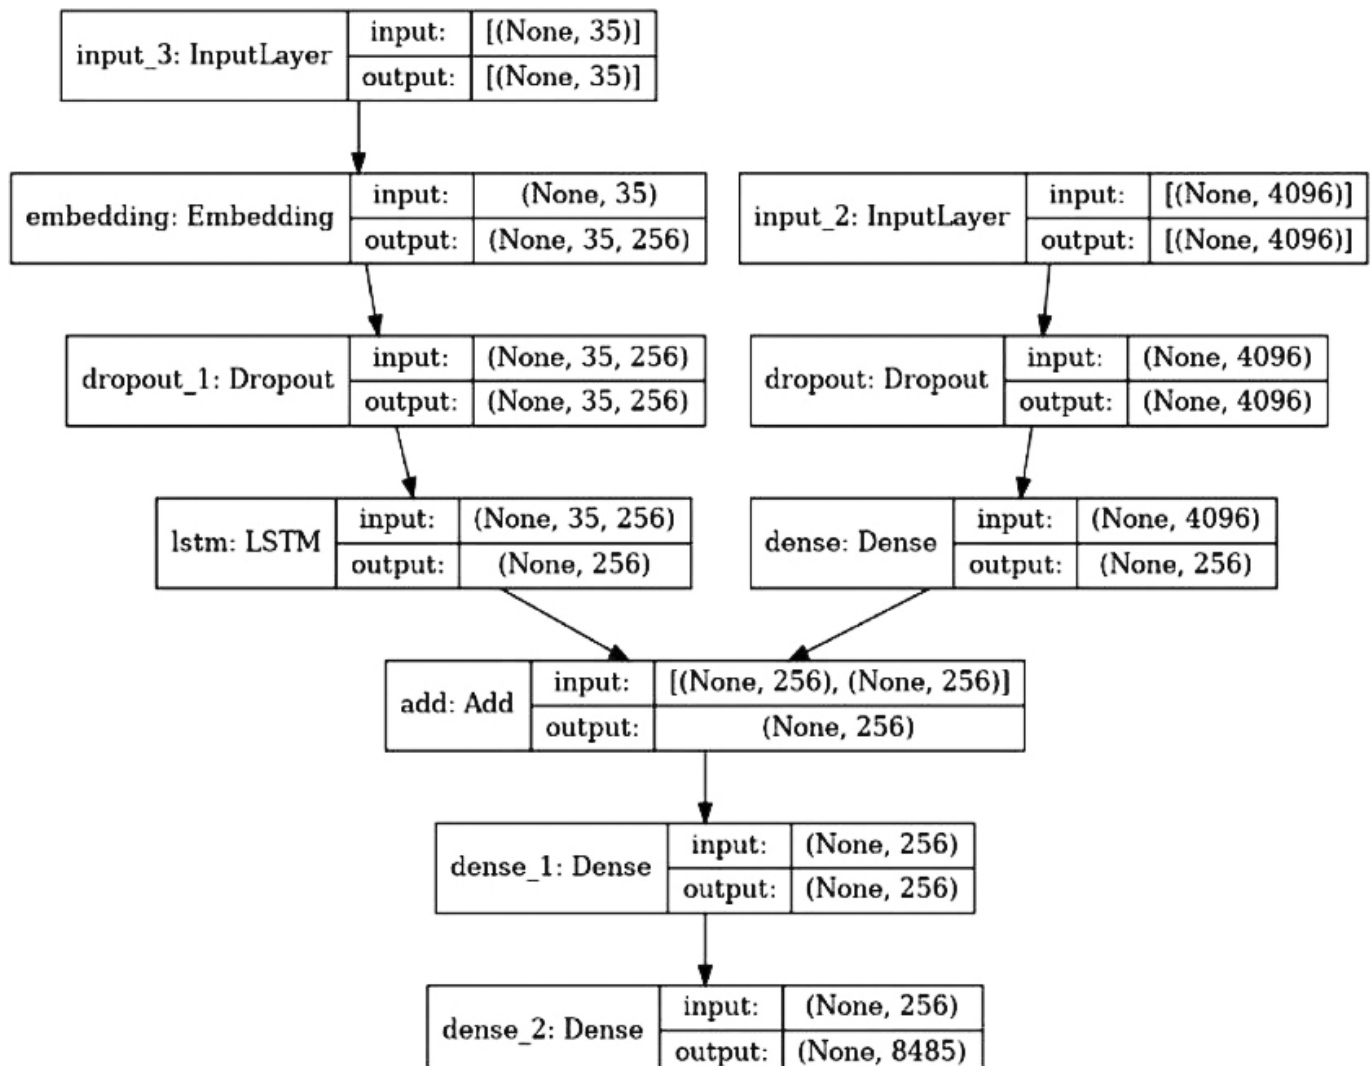 input_3: InputLayer
input: [(None, 35)]
output: [(None, 35)]
embedding: Embedding
input: (None, 35)
output: (None, 35, 256)
input_2: InputLayer
input: [(None, 4096)]
output: [(None, 4096)]
dropout_1: Dropout
input: (None, 35, 256)
output: (None, 35, 256)
dropout: Dropout
input: (None, 4096)
output: (None, 4096)
lstm: LSTM
input: (None, 35, 256)
output: (None, 256)
dense: Dense
input: (None, 4096)
output: (None, 256)
add: Add
input: [(None, 256), (None, 256)]
output: (None, 256)
dense_1: Dense
input: (None, 256)
output: (None, 256)
dense_2: Dense
input: (None, 256)
output: (None, 8485)